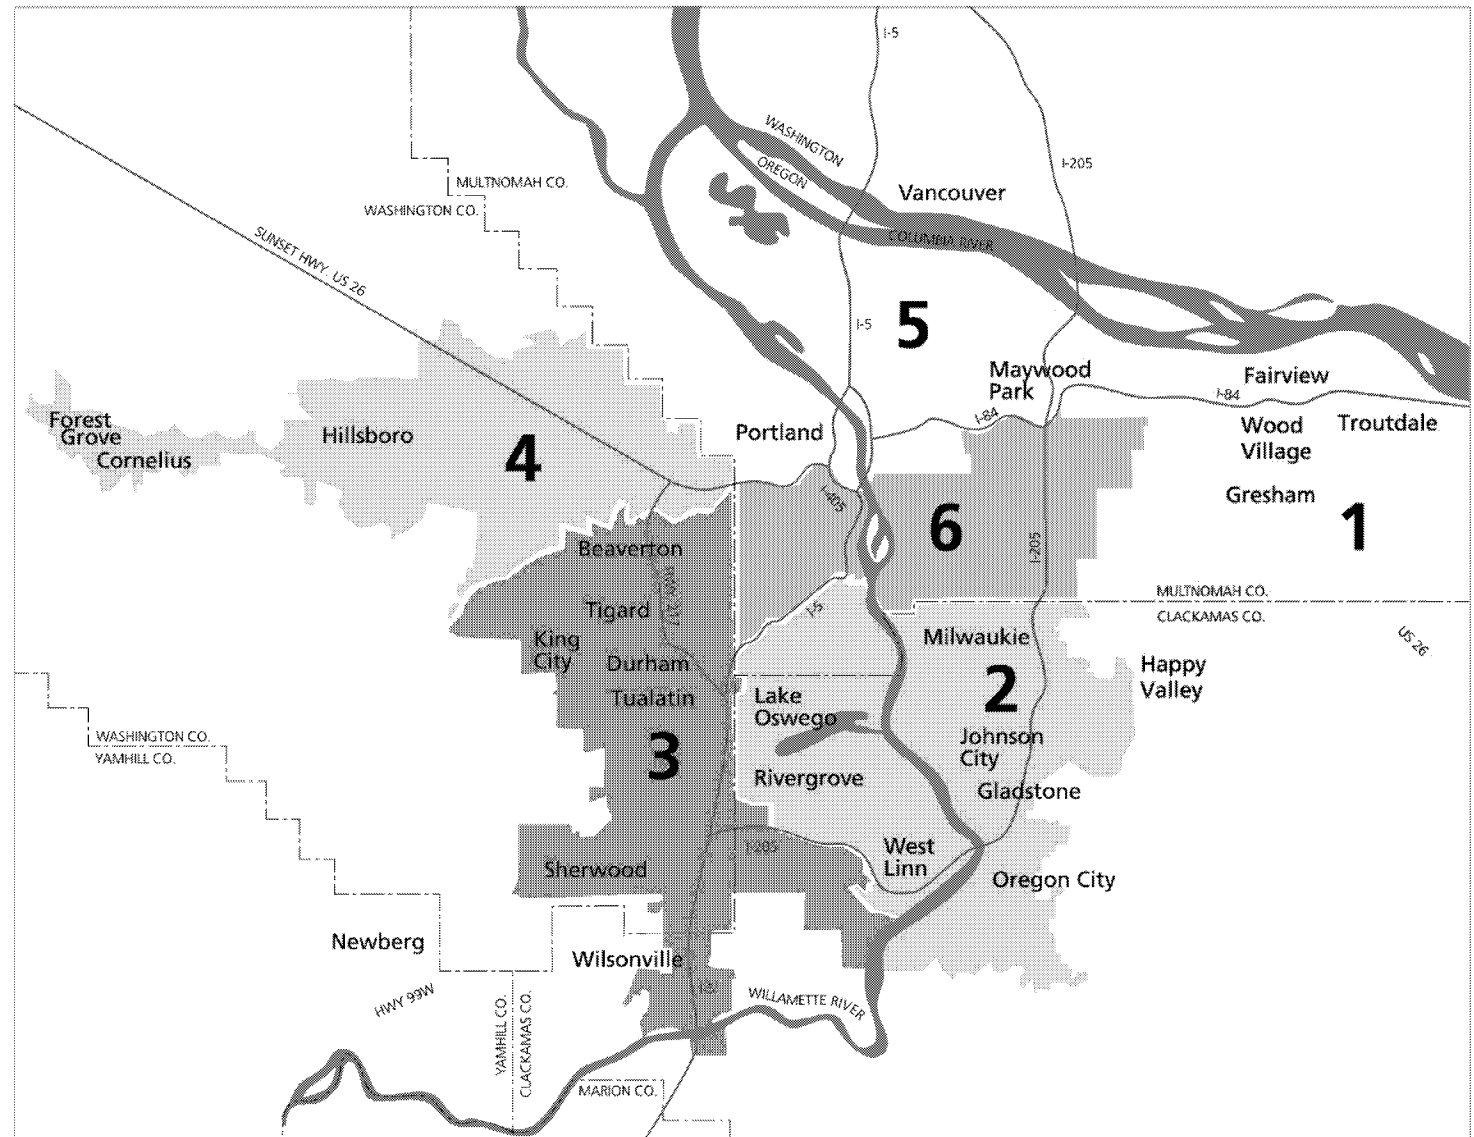 I-5
WASHINGTON
OREGON
I-205
MULTNOMAH CO.
WASHINGTON CO.
Vancouver
COLUMBIA RIVER
SUNSET HWY. US 26
5
I-5
Maywood
Park
Fairview
I-84
I-84
Forest
Grove
Cornelius
Hillsboro
4
Portland
Wood
Village
Troutdale
Gresham
1
I-405
6
I-205
Beaverton
HWY 217
Tigard
King
City
Durham
Tualatin
I-5
MULTNOMAH CO.
CLACKAMAS CO.
US 26
Milwaukie
2
Happy
Valley
Lake
Oswego
Johnson
City
WASHINGTON CO.
YAMHILL CO.
3
Rivergrove
Gladstone
I-205
West
Linn
Sherwood
Oregon City
Newberg
Wilsonville
HWY 99W
I-5
WILLAMETTE RIVER
YAMHILL CO.
CLACKAMAS CO.
MARION CO.